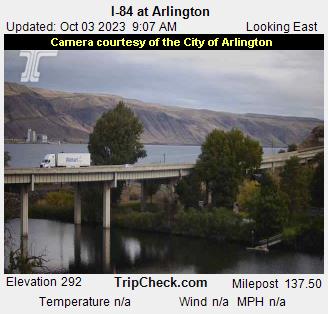 I-84 at Arlington
Updated: Oct 03 2023 9:07 AM Looking East
Camera courtesy of the City of Arlington
Walmart
Elevation 292 TripCheck.com Milepost 137.50
Temperature n/a Wind n/a MPH n/a